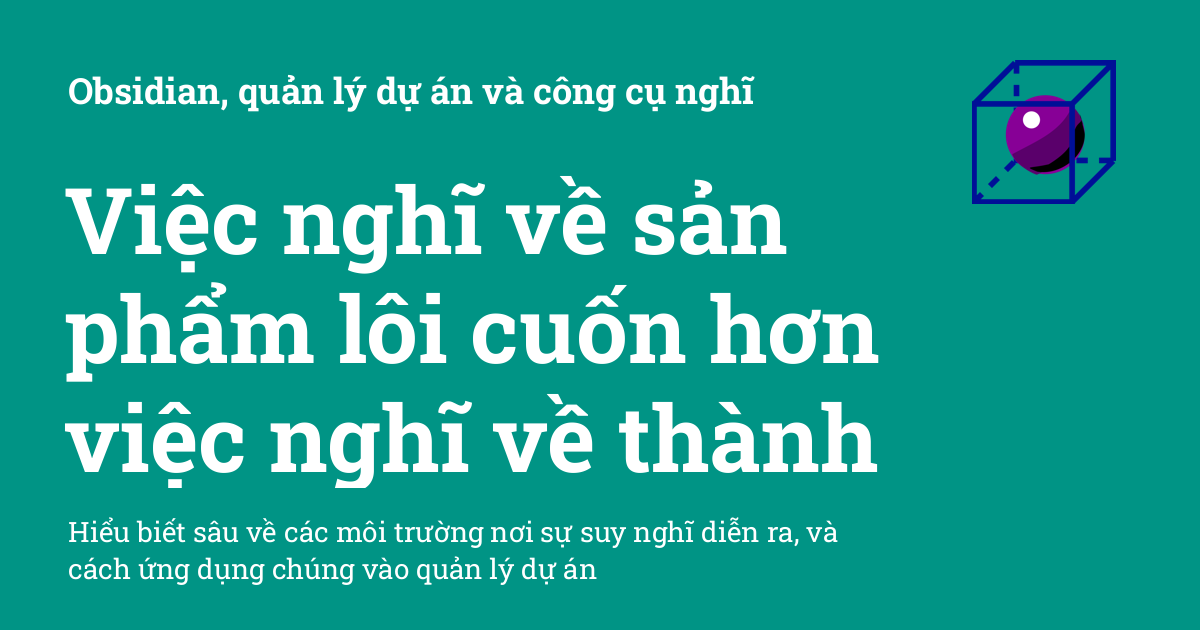 Obsidian, quản lý dự án và công cụ nghĩ
Việc nghĩ về sản
phẩm lôi cuốn hơn
việc nghĩ về thành
Hiểu biết sâu về các môi trường nơi sự suy nghĩ diễn ra, và
cách ứng dụng chúng vào quản lý dự án